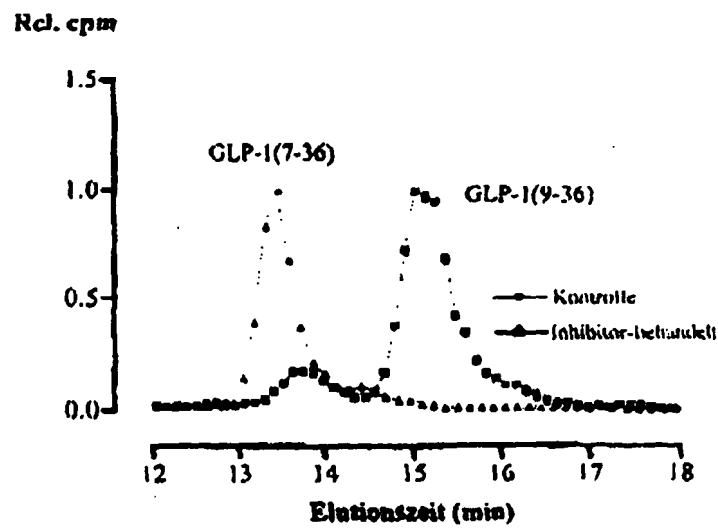 Rel. cpm
1.5
GLP-1(7-36)
1.0
GLP-1(9-36)
0.5
Kontrolle
Inhibitor-behandelt
0.0
12 13 14 15 16 17 18
Elutionszeit (min)